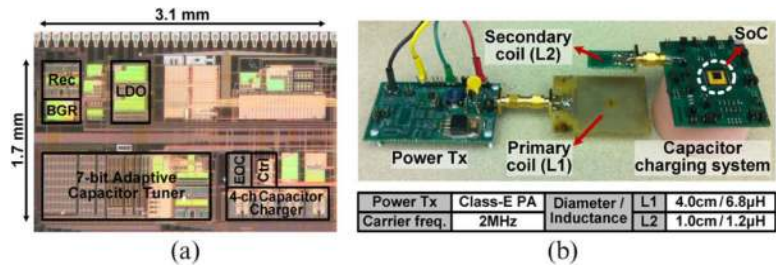 3.1 mm
1.7 mm
Rec
BGR
LDO
7-bit Adaptive
Capacitor Tuner
EOC
Ctrl
4-ch Capacitor
Charger
(a)
Secondary
coil (L2)
SoC
Power Tx
Primary
coil (L1)
Capacitor
charging system
Power Tx Class-E PA Diameter / Inductance L1 4.0cm/6.8μH
Carrier freq. 2MHz L2 1.0cm/1.2μH
(b)